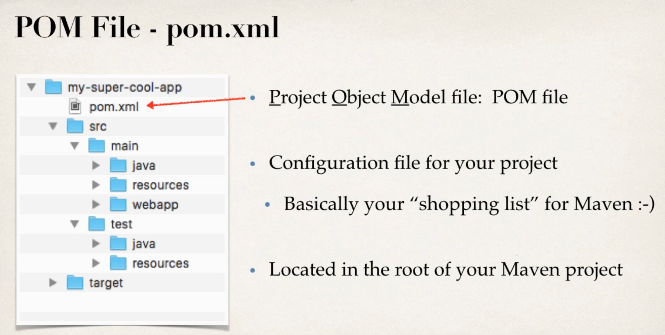 POM File - pom.xml
my-super-cool-app
pom.xml
src
main
java
resources
webapp
test
java
resources
target
• Project Object Model file: POM file
• Configuration file for your project
• Basically your “shopping list” for Maven :-)
• Located in the root of your Maven project